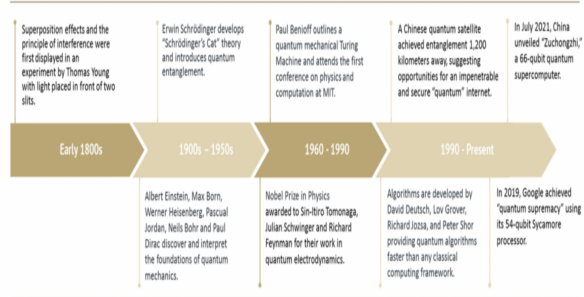 Superposition effects and the
principle of interference were
first displayed in an
experiment by Thomas Young
with light placed in front of two
slits.
Erwin Schrödinger develops
"Schrödinger's Cat" theory
and introduces quantum
entanglement.
Paul Benioff outlines a
quantum mechanical Turing
Machine and attends the first
conference on physics and
computation at MIT.
A Chinese quantum satellite
achieved entanglement 1,200
kilometers away, suggesting
opportunities for an impenetrable
and secure "quantum" internet.
In July 2021, China
unveiled "Zuchongzhi,"
a 66-qubit quantum
supercomputer.
Early 1800s
1900s – 1950s
1960 - 1990
1990 - Present
Albert Einstein, Max Born,
Werner Heisenberg, Pascual
Jordan, Neils Bohr and Paul
Dirac discover and interpret
the foundations of quantum
mechanics.
Nobel Prize in Physics
awarded to Sin-Itiro Tomonaga,
Julian Schwinger and Richard
Feynman for their work in
quantum electrodynamics.
Algorithms are developed by
David Deutsch, Lov Grover,
Richard Jozsa, and Peter Shor
providing quantum algorithms
faster than any classical
computing framework.
In 2019, Google achieved
"quantum supremacy" using
its 54-qubit Sycamore
processor.